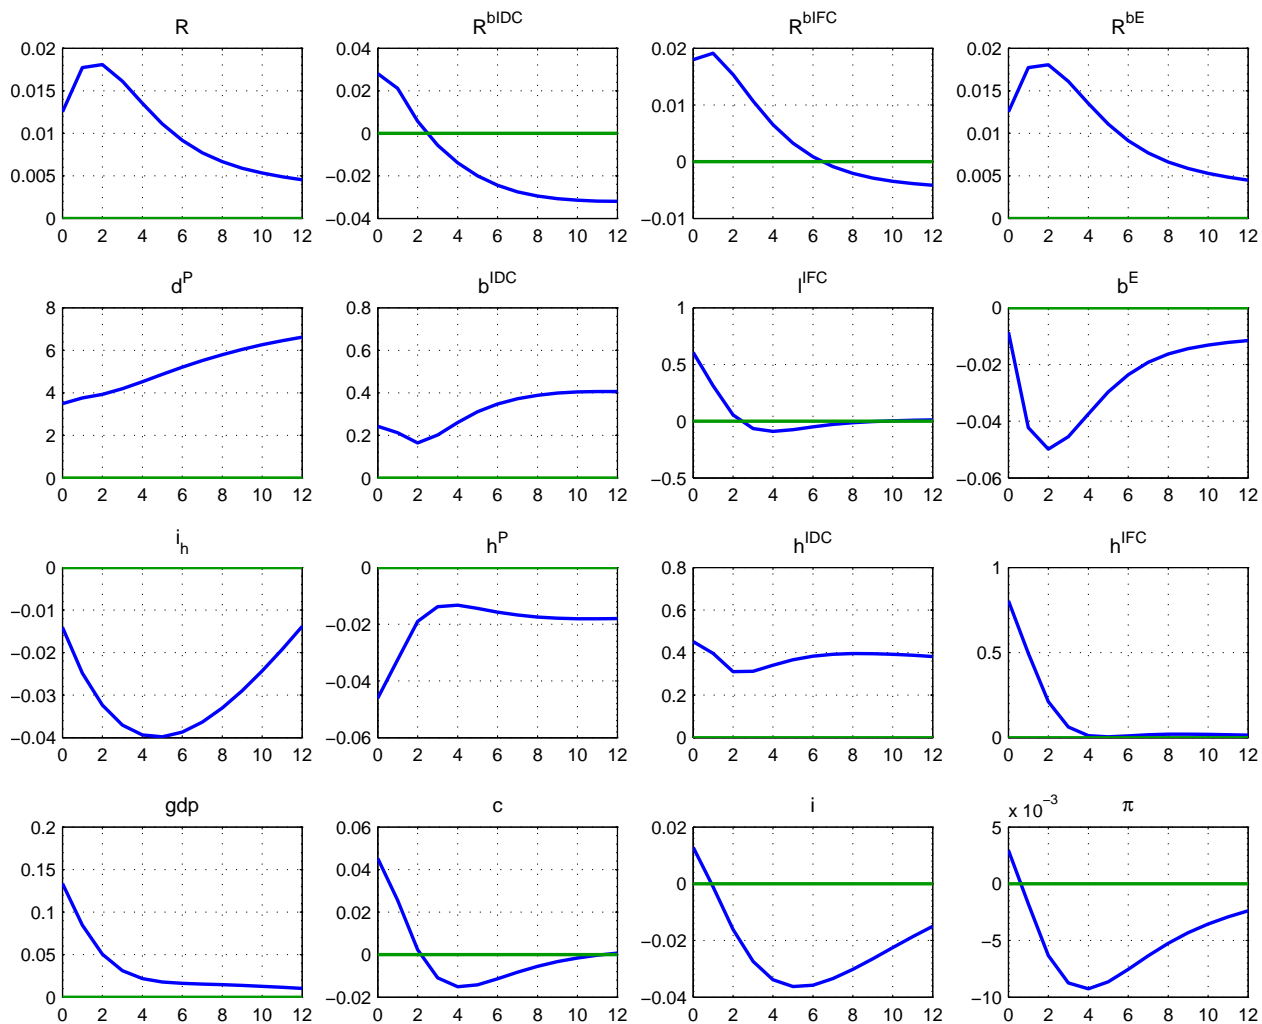 R R^bIDC R^bIFC R^bE
0.02 0.04 0.02 0.02
0.015 0.02 0.01 0.015
0.01 0 0 0.01
0.005 −0.02 0.005
0 −0.04 −0.01 0
0 2 4 6 8 10 12 0 2 4 6 8 10 12 0 2 4 6 8 10 12 0 2 4 6 8 10 12
d^P b^IDC l^IFC b^E
8 0.8 1 0
6 0.6 0.5 −0.02
4 0.4 0 −0.04
2 0.2
0 0 −0.5 −0.06
0 2 4 6 8 10 12 0 2 4 6 8 10 12 0 2 4 6 8 10 12 0 2 4 6 8 10 12
i_h h^P h^IDC h^IFC
0 0 0.8 1
−0.01 −0.02 0.6 0.5
−0.02 −0.04 0.4
−0.03 0.2
−0.04 −0.06 0 0
0 2 4 6 8 10 12 0 2 4 6 8 10 12 0 2 4 6 8 10 12 0 2 4 6 8 10 12
gdp c i x 10^−3 π
0.2 0.06 0.02 5
0.15 0.04 0 0
0.1 0.02 −0.02 −5
0.05 0
0 −0.02 −0.04 −10
0 2 4 6 8 10 12 0 2 4 6 8 10 12 0 2 4 6 8 10 12 0 2 4 6 8 10 12